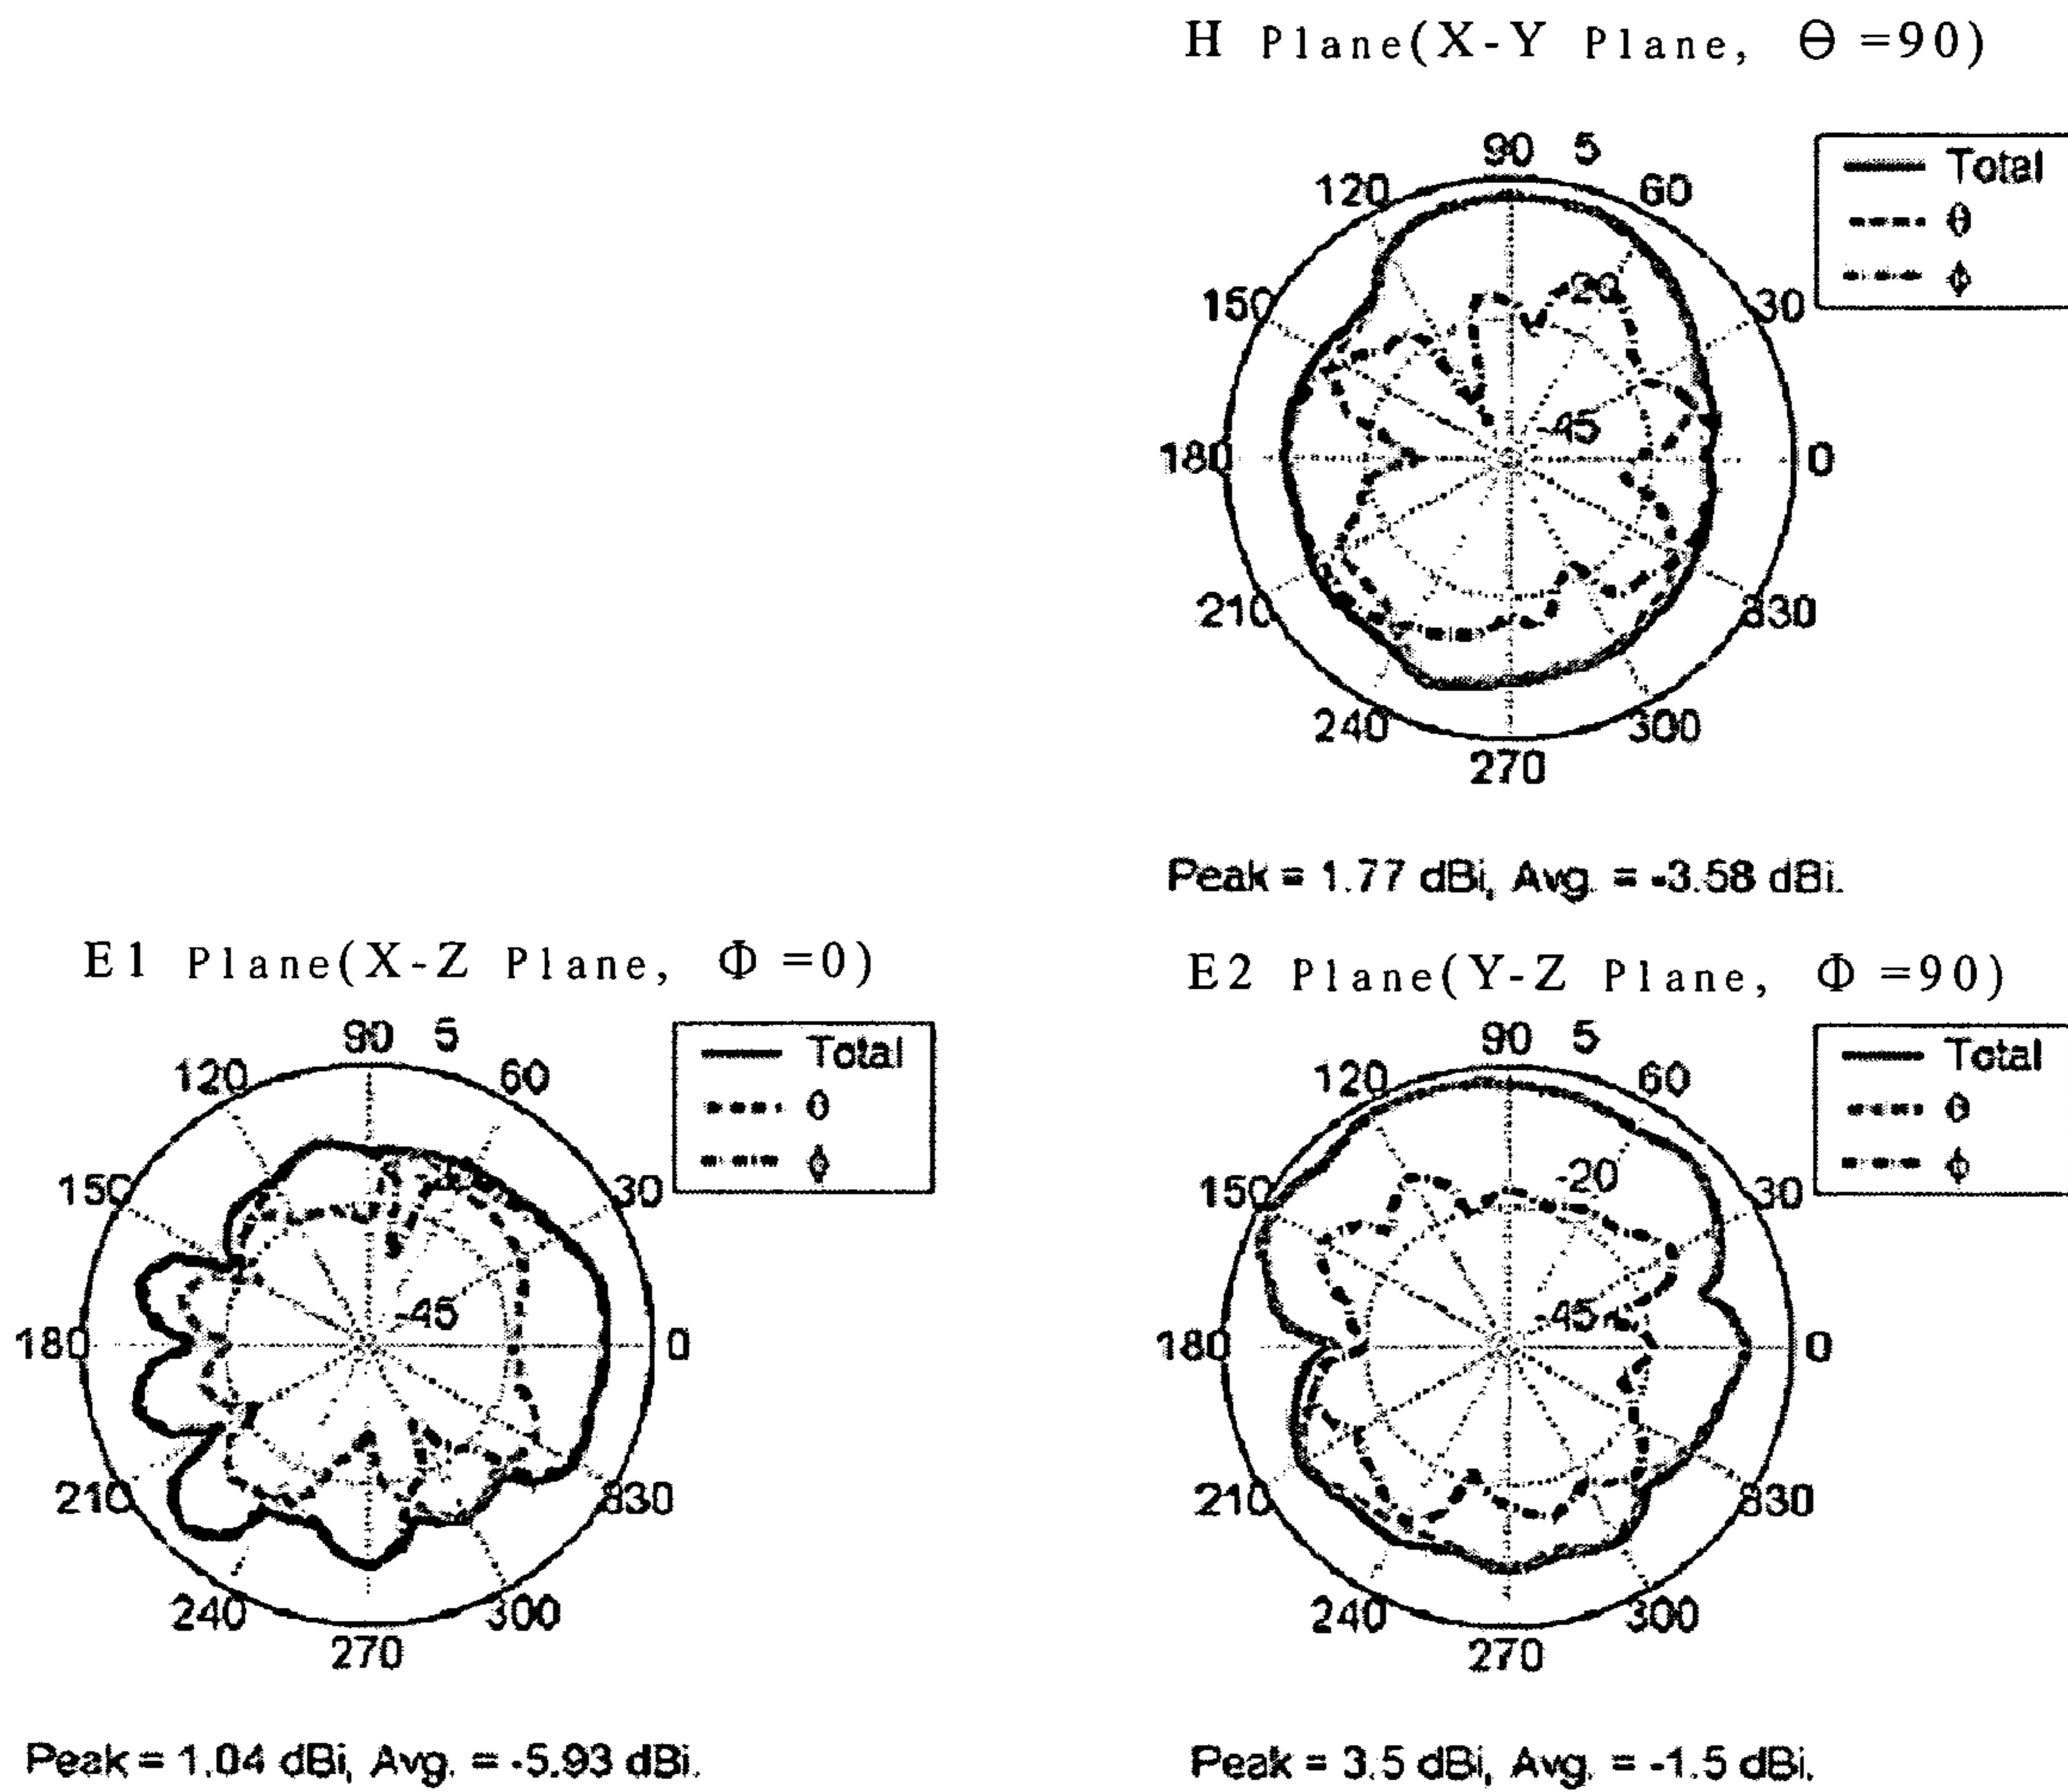 H Plane(X-Y Plane, Θ =90)
90 5
120 60
150 30
-20
-45
180 0
210 330
240 300
270
Total
θ
ϕ
Peak = 1.77 dBi, Avg. = -3.58 dBi.
E1 Plane(X-Z Plane, Φ =0)
90 5
120 60
150 30
-45
180 0
210 330
240 300
270
Total
θ
ϕ
Peak = 1.04 dBi, Avg. = -5.93 dBi.
E2 Plane(Y-Z Plane, Φ =90)
90 5
120 60
150 30
-20
-45
180 0
210 330
240 300
270
Total
θ
ϕ
Peak = 3.5 dBi, Avg. = -1.5 dBi.